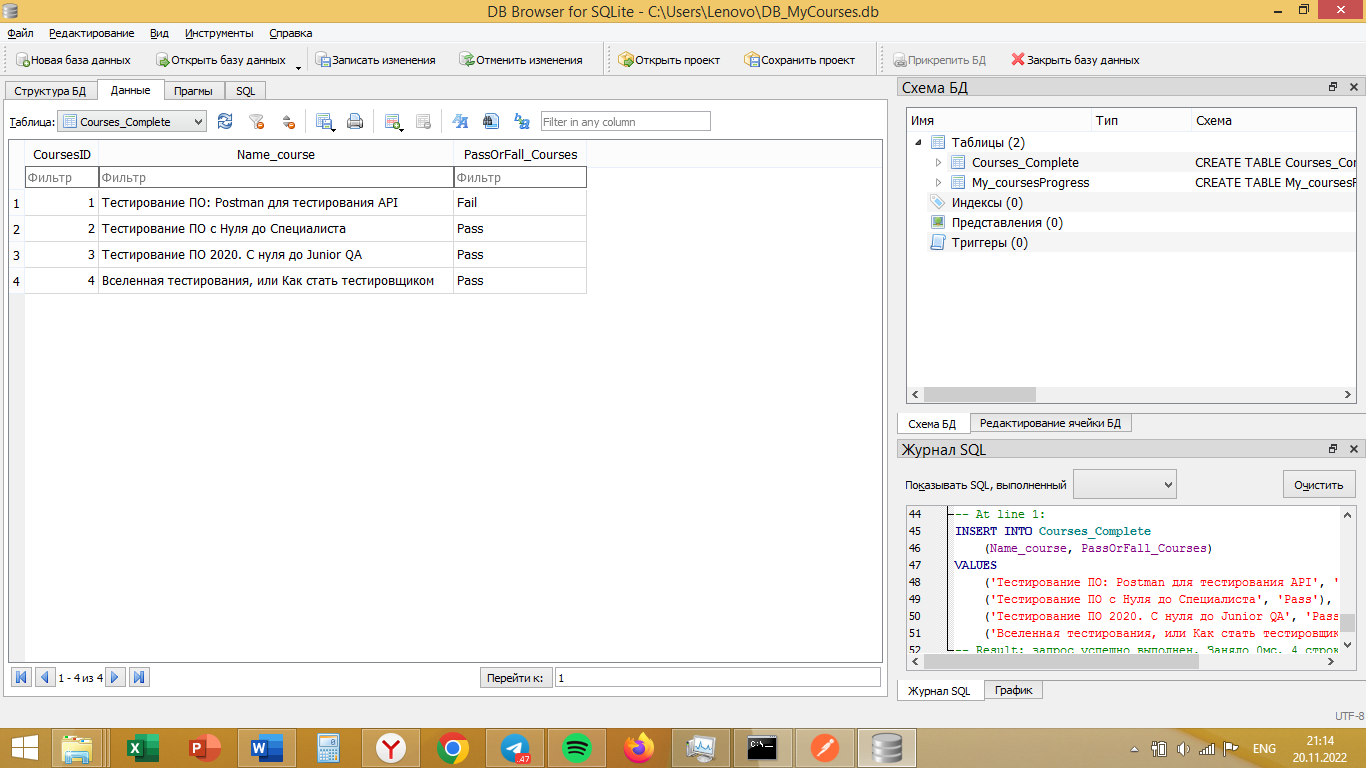 DB Browser for SQLite - C:\Users\Lenovo\DB_MyCourses.db
Файл Редактирование Вид Инструменты Справка
Новая база данных Открыть базу данных Записать изменения Отменить изменения Открыть проект Сохранить проект Прикрепить БД Закрыть базу данных
Структура БД Данные Прагмы SQL
Таблица: Courses_Complete Filter in any column
CoursesID Name_course PassOrFall_Courses
Фильтр Фильтр Фильтр
1 1 Тестирование ПО: Postman для тестирования API Fail
2 2 Тестирование ПО с Нуля до Специалиста Pass
3 3 Тестирование ПО 2020. С нуля до Junior QA Pass
4 4 Вселенная тестирования, или Как стать тестировщиком Pass
1 - 4 из 4 Перейти к: 1
Схема БД
Имя Тип Схема
Таблицы (2)
Courses_Complete CREATE TABLE Courses_Cor
My_coursesProgress CREATE TABLE My_coursesF
Индексы (0)
Представления (0)
Триггеры (0)
Схема БД Редактирование ячейки БД
Журнал SQL
Показывать SQL, выполненный Очистить
44 -- At line 1:
45 INSERT INTO Courses_Complete
46 (Name_course, PassOrFall_Courses)
47 VALUES
48 ('Тестирование ПО: Postman для тестирования API', '
49 ('Тестирование ПО с Нуля до Специалиста', 'Pass'),
50 ('Тестирование ПО 2020. С нуля до Junior QA', 'Pass
51 ('Вселенная тестирования, или Как стать тестировщик
52 -- Result: запрос успешно выполнен. Заняло 0мс, 4 строк
Журнал SQL График
UTF-8
.47
C:\_
ENG
21:14
20.11.2022